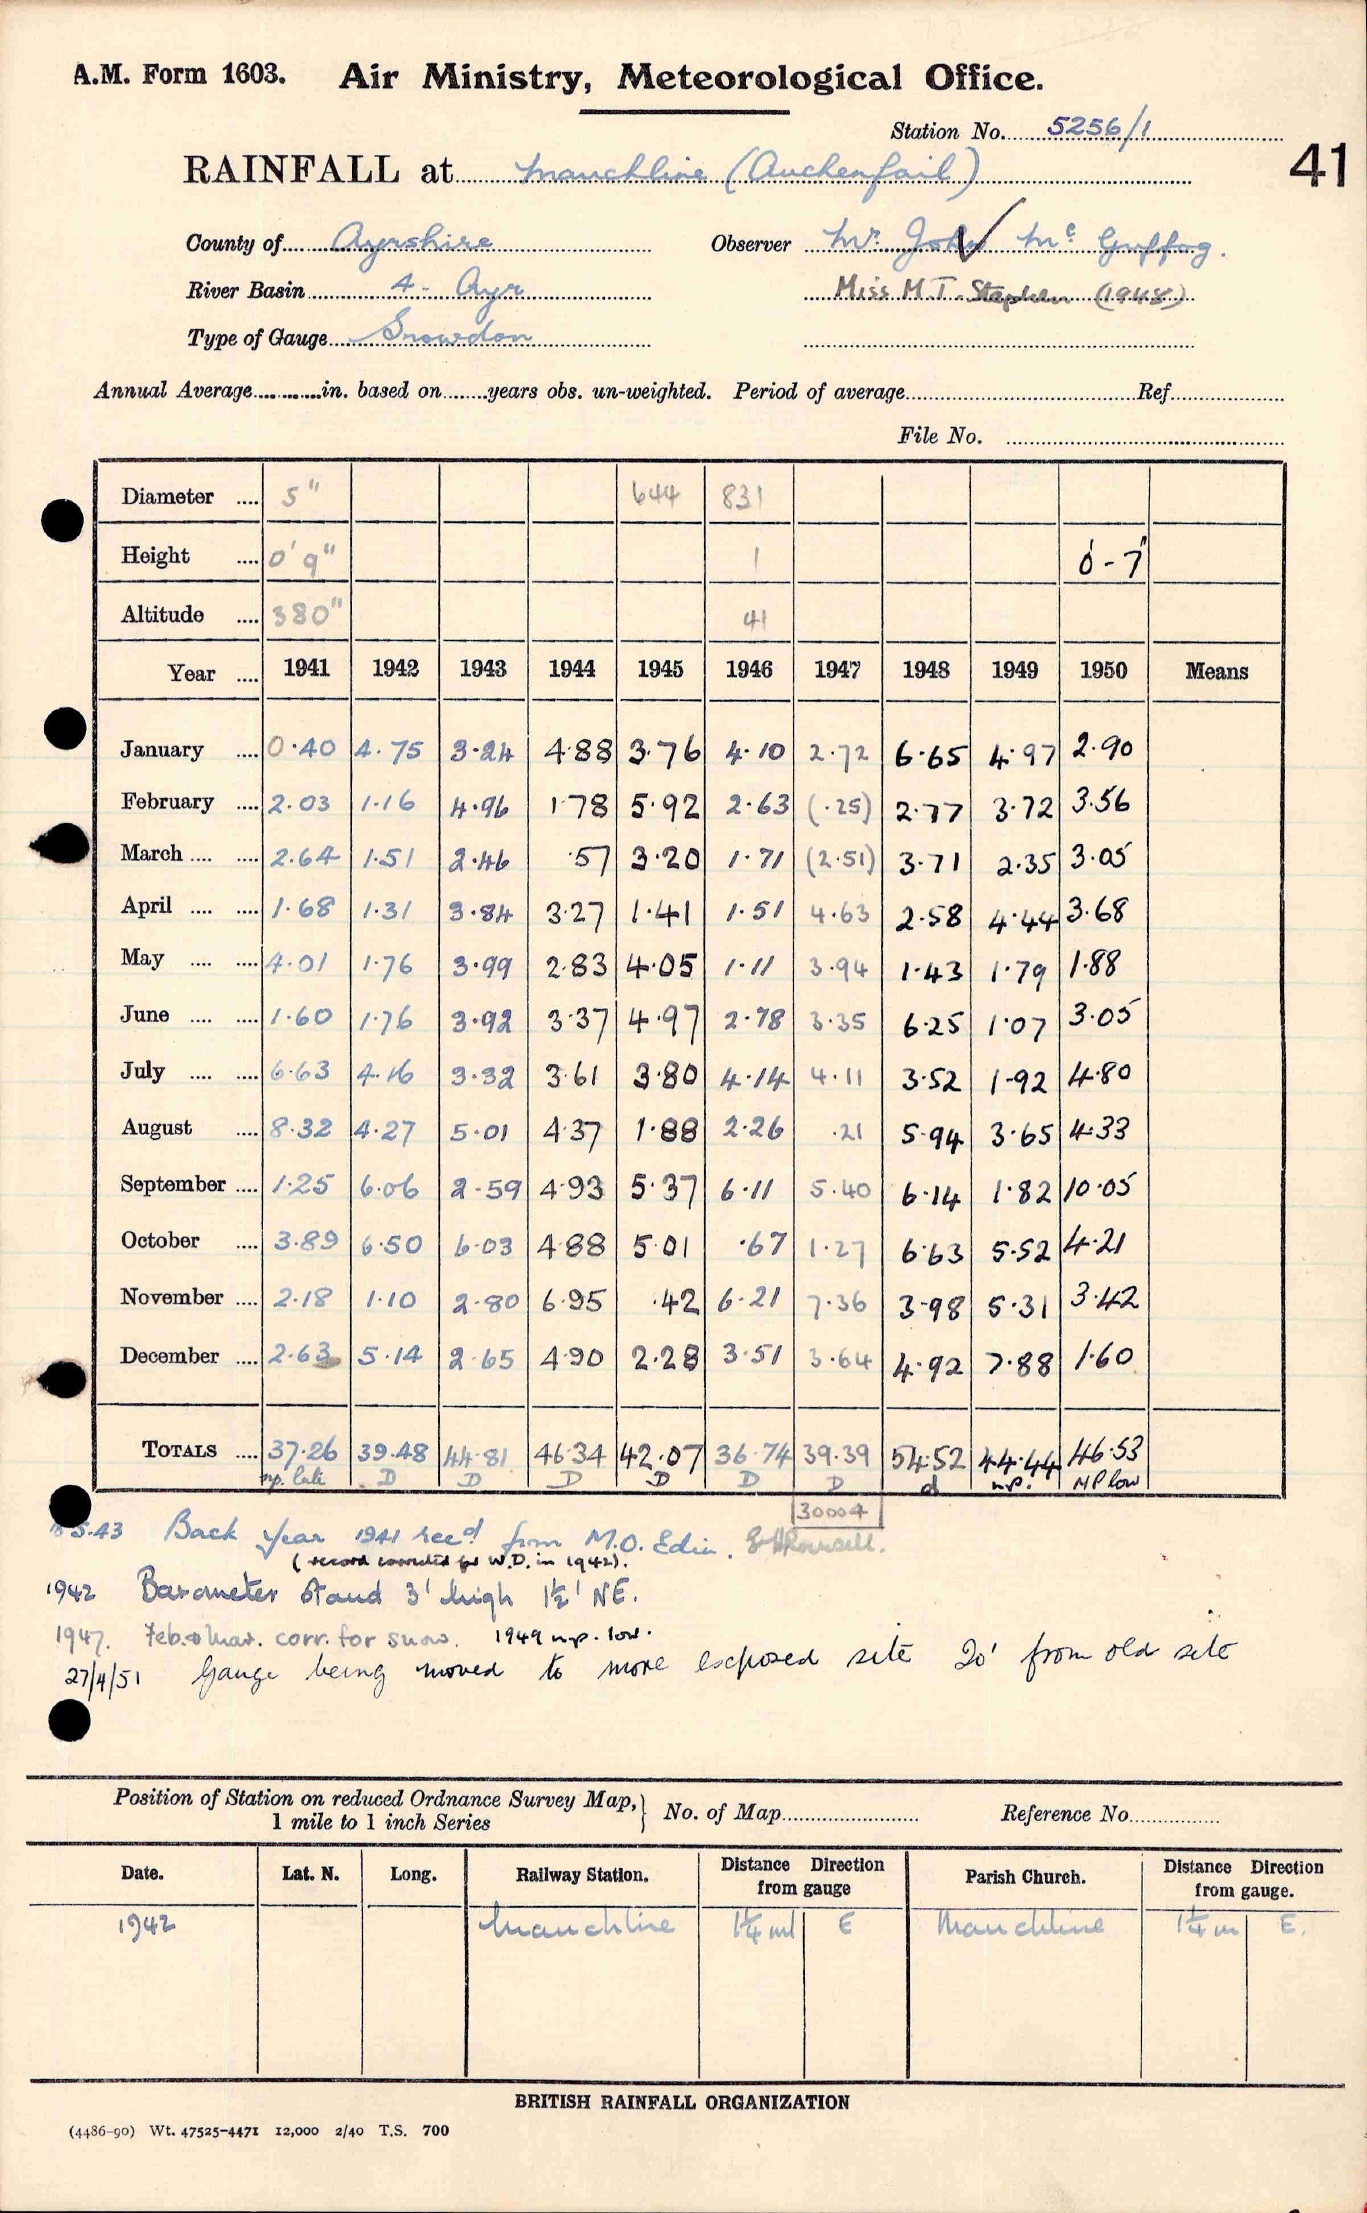 A.M. Form 1603. Air Ministry, Meteorological Office.
Station No. 5256/1
41
RAINFALL at Mauchline (Auchenfail)
County of Ayrshire Observer Mr. John Mc Guffog.
River Basin 4 - Ayr Miss M.T. Stephen (1948)
Type of Gauge Snowdon
Annual Average in. based on years obs. un-weighted. Period of average Ref
File No.
Diameter 5" 644 831
Height 0' 9" 1 0-7
Altitude 380" 41
Year 1941 1942 1943 1944 1945 1946 1947 1948 1949 1950 Means
January 0.40 4.75 3.24 4.88 3.76 4.10 2.72 6.65 4.97 2.90
February 2.03 1.16 4.96 1.78 5.92 2.63 (.25) 2.77 3.72 3.56
March 2.64 1.51 2.46 .57 3.20 1.71 (2.51) 3.71 2.35 3.05
April 1.68 1.31 3.84 3.27 1.41 1.51 4.63 2.58 4.44 3.68
May 4.01 1.76 3.99 2.83 4.05 1.11 3.94 1.43 1.79 1.88
June 1.60 1.76 3.92 3.37 4.97 2.78 3.35 6.25 1.07 3.05
July 6.63 4.16 3.32 3.61 3.80 4.14 4.11 3.52 1.92 4.80
August 8.32 4.27 5.01 4.37 1.88 2.26 .21 5.94 3.65 4.33
September 1.25 6.06 2.59 4.93 5.37 6.11 5.40 6.14 1.82 10.05
October 3.89 6.50 6.03 4.88 5.01 .67 1.27 6.63 5.52 4.21
November 2.18 1.10 2.80 6.95 .42 6.21 7.36 3.98 5.31 3.42
December 2.63 5.14 2.65 4.90 2.28 3.51 3.64 4.92 7.88 1.60
TOTALS 37.26 39.48 44.81 46.34 42.07 36.74 39.39 54.52 44.44 46.53
n.p. late D D D D D D d n.p. NP low
30004
5.43 Back year 1941 recd from M.O. Edin.
(record corrected for W.D. in 1942).
1942 Barometer stand 3' high 1½' NE.
1947. Feb. & Mar. corr. for snow. 1949 n.p. low.
27/4/51 Gauge being moved to more exposed site 20' from old site
Position of Station on reduced Ordnance Survey Map, 1 mile to 1 inch Series } No. of Map Reference No.
Date. Lat. N. Long. Railway Station. Distance Direction from gauge Parish Church. Distance Direction from gauge.
1942 Mauchline 1¼ ml E Mauchline 1¼ m E.
BRITISH RAINFALL ORGANIZATION
(4486-90) Wt. 47525-4471 12,000 2/40 T.S. 700